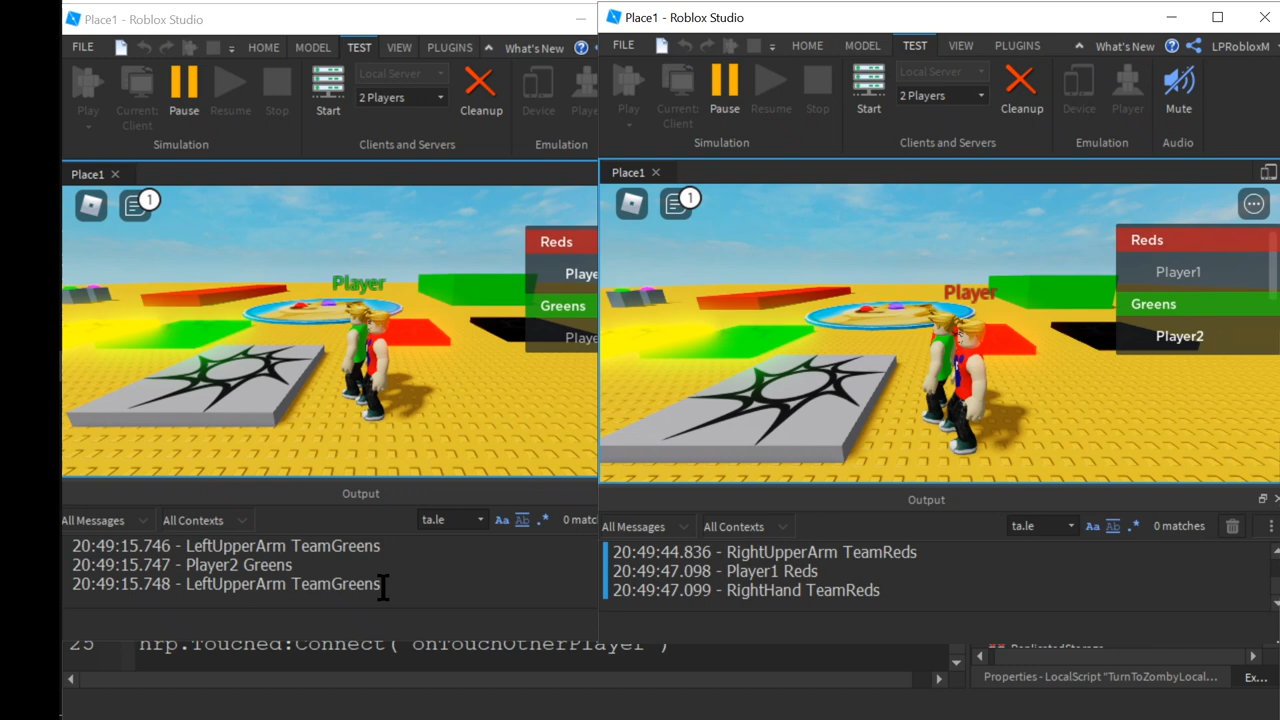 Place1 - Roblox Studio
FILE HOME MODEL TEST VIEW PLUGINS What's New
Play Current: Client Pause Resume Stop Start Local Server 2 Players Cleanup Device
Simulation Clients and Servers Emulation
Place1
1
Reds
Greens
Player
Output
All Messages All Contexts ta.le Aa Ab .* 0
20:49:15.746 - LeftUpperArm TeamGreens
20:49:15.747 - Player2 Greens
20:49:15.748 - LeftUpperArm TeamGreens
Place1 - Roblox Studio
FILE HOME MODEL TEST VIEW PLUGINS What's New LPRobloxM
Play Current: Client Pause Resume Stop Start Local Server 2 Players Cleanup Device Player Mute
Simulation Clients and Servers Emulation Audio
Place1
1
Reds
Player1
Greens
Player2
Player
Output
All Messages All Contexts ta.le Aa Ab .* 0 matches
20:49:44.836 - RightUpperArm TeamReds
20:49:47.098 - Player1 Reds
20:49:47.099 - RightHand TeamReds
25 hrp.Touched:Connect( onTouchOtherPlayer )
Properties - LocalScript "TurnToZombyLocal... Ex...